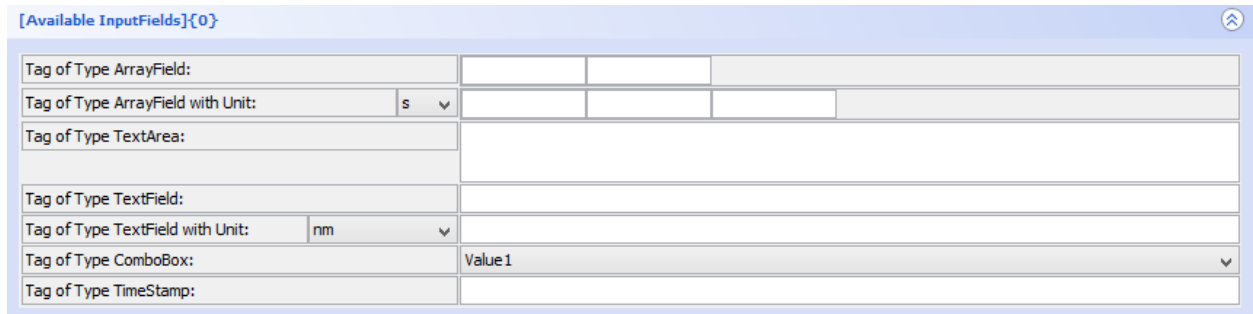 [Available InputFields]{0}
Tag of Type ArrayField:
Tag of Type ArrayField with Unit: s
Tag of Type TextArea:
Tag of Type TextField:
Tag of Type TextField with Unit: nm
Tag of Type ComboBox: Value1
Tag of Type TimeStamp: